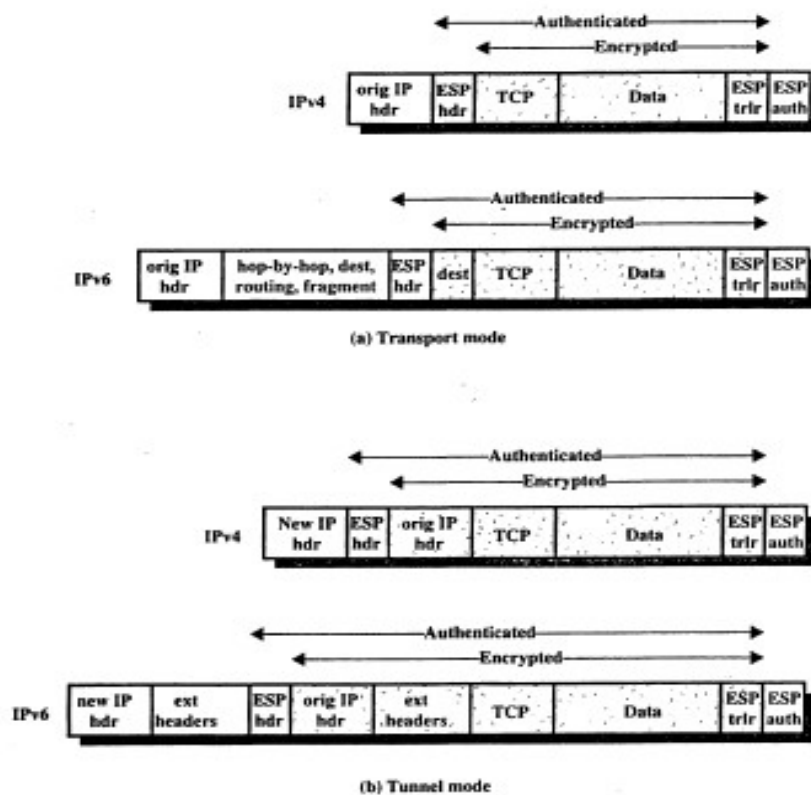 Authenticated
Encrypted
IPv4
orig IP hdr
ESP hdr
TCP
Data
ESP trlr
ESP auth
Authenticated
Encrypted
IPv6
orig IP hdr
hop-by-hop, dest, routing, fragment
ESP hdr
dest
TCP
Data
ESP trlr
ESP auth
(a) Transport mode
Authenticated
Encrypted
IPv4
New IP hdr
ESP hdr
orig IP hdr
TCP
Data
ESP trlr
ESP auth
Authenticated
Encrypted
IPv6
new IP hdr
ext headers
ESP hdr
orig IP hdr
ext headers
TCP
Data
ESP trlr
ESP auth
(b) Tunnel mode